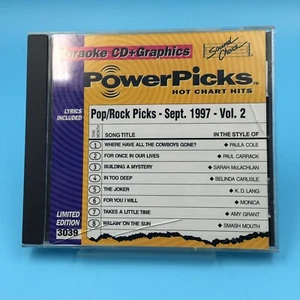 Karaoke CD+Graphics
Sound Choice
PowerPicks
HOT CHART HITS
LYRICS
INCLUDED
Pop/Rock Picks - Sept. 1997 - Vol. 2
SONG TITLE IN THE STYLE OF
1 WHERE HAVE ALL THE COWBOYS GONE? ◆ PAULA COLE
2 FOR ONCE IN OUR LIVES ◆ PAUL CARRACK
3 BUILDING A MYSTERY ◆ SARAH McLACHLAN
4 IN TOO DEEP ◆ BELINDA CARLISLE
5 THE JOKER ◆ K.D. LANG
6 FOR YOU I WILL ◆ MONICA
7 TAKES A LITTLE TIME ◆ AMY GRANT
8 WALKIN' ON THE SUN ◆ SMASH MOUTH
LIMITED
EDITION
3039